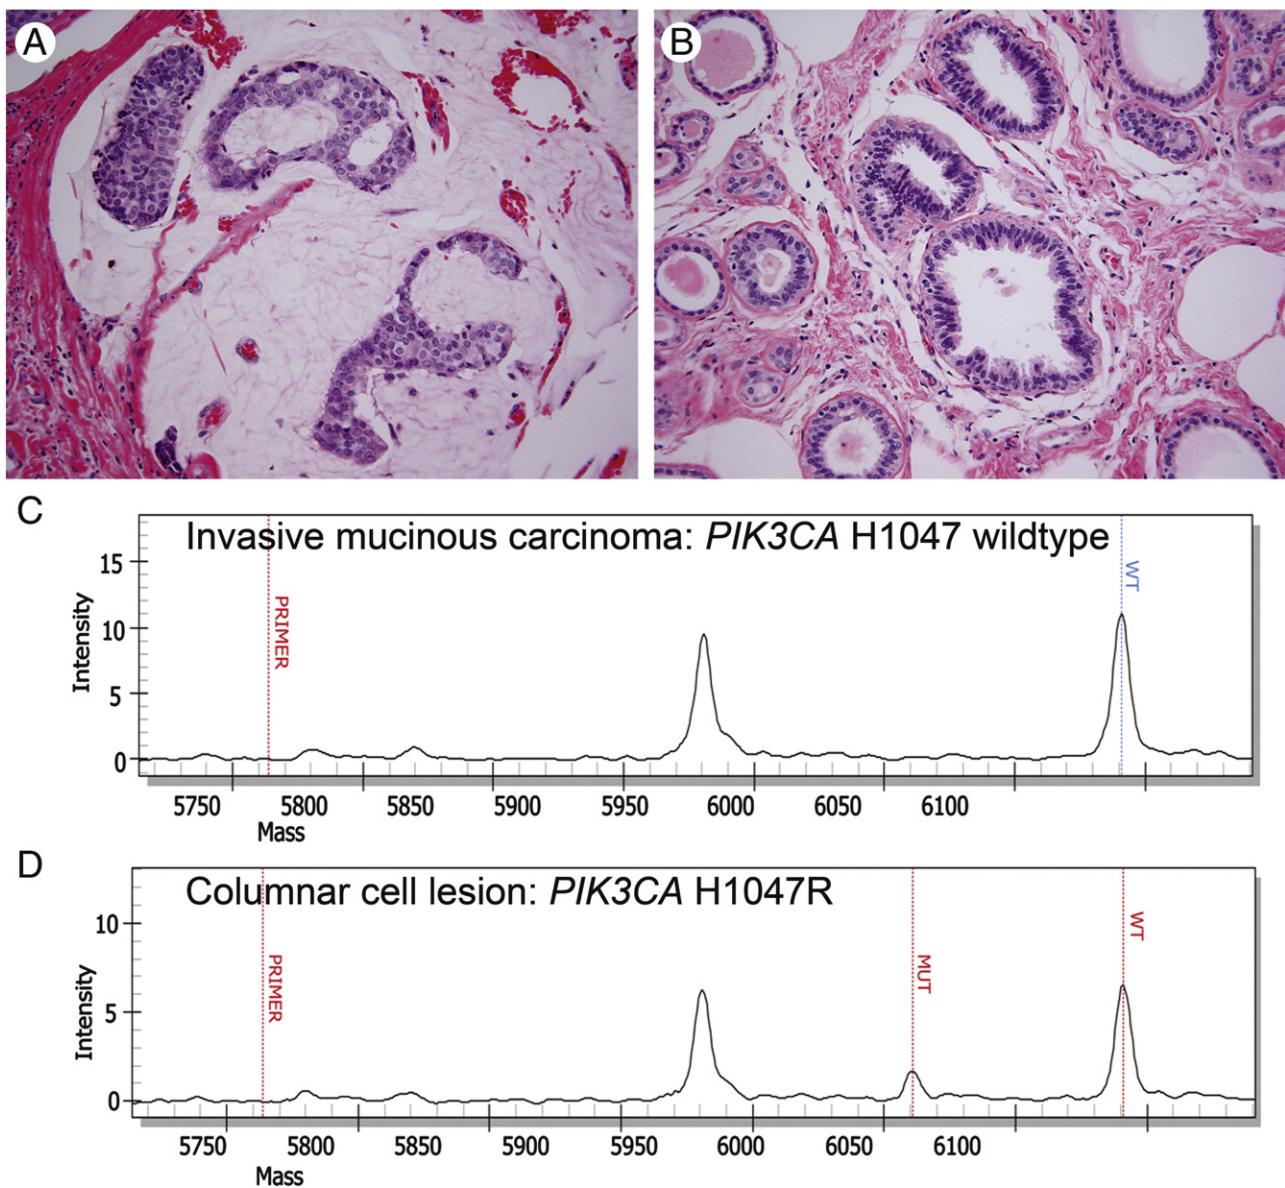 A
B
C
Invasive mucinous carcinoma: PIK3CA H1047 wildtype
WT
PRIMER
Intensity
15
10
5
0
5750 5800 5850 5900 5950 6000 6050 6100
Mass
D
Columnar cell lesion: PIK3CA H1047R
WT
MUT
PRIMER
Intensity
10
5
0
5750 5800 5850 5900 5950 6000 6050 6100
Mass